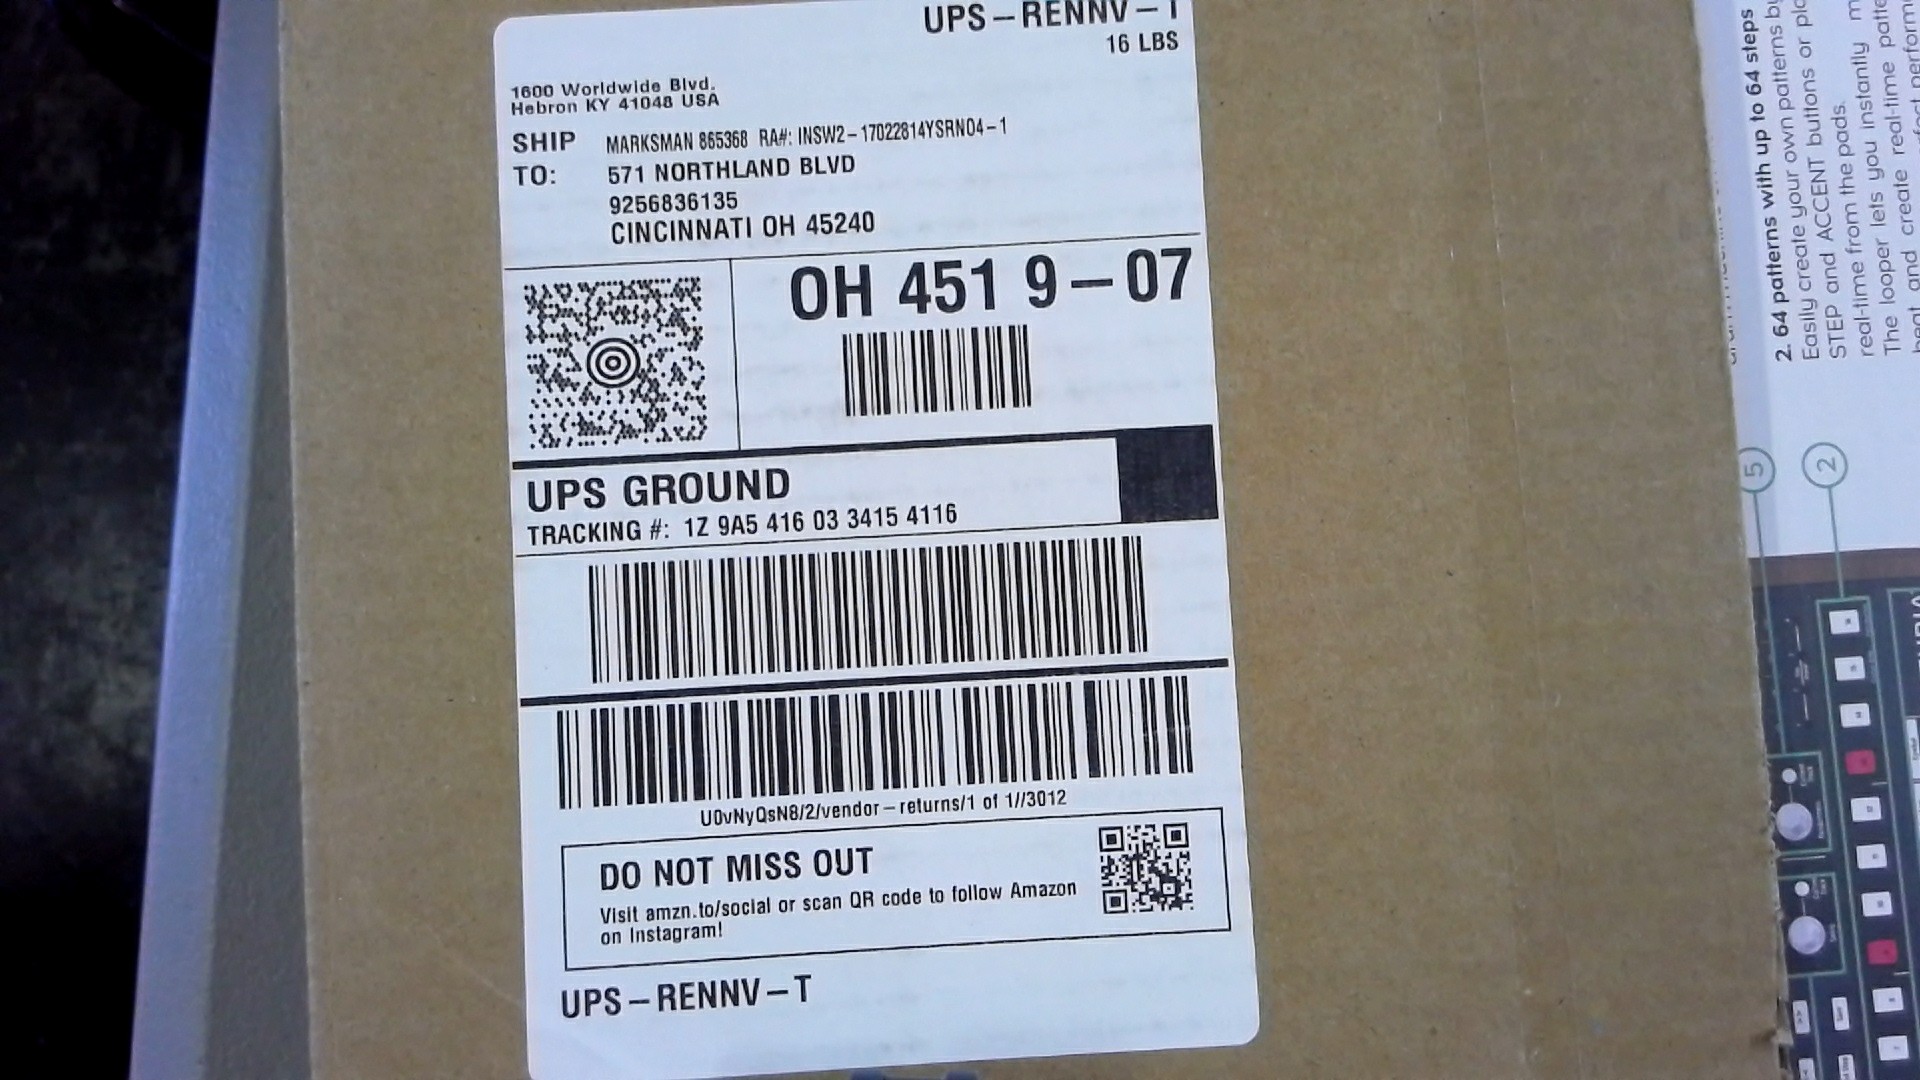 UPS-RENNV-T
16 LBS
1600 Worldwide Blvd.
Hebron KY 41048 USA
SHIP TO:
MARKSMAN 865368 RA#: INSW2-17022814YSRN04-1
571 NORTHLAND BLVD
9256836135
CINCINNATI OH 45240
OH 451 9-07
UPS GROUND
TRACKING #: 1Z 9A5 416 03 3415 4116
U0vNyQsN8/2/vendor-returns/1 of 1//3012
DO NOT MISS OUT
Visit amzn.to/social or scan QR code to follow Amazon
on Instagram!
UPS-RENNV-T
2. 64 patterns with up to 64 steps
Easily create your own patterns by
STEP and ACCENT buttons or
real-time from the pads.
The looper lets you instantly
and create real-time
5
2